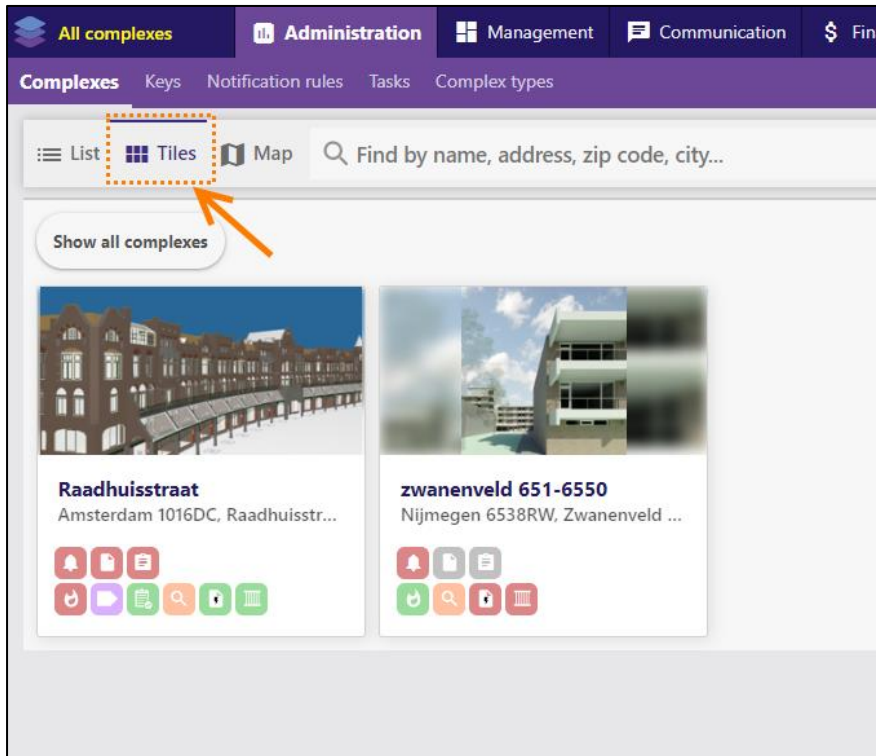 All complexes Administration Management Communication $ Fin
Complexes Keys Notification rules Tasks Complex types
List Tiles Map Find by name, address, zip code, city...
Show all complexes
Raadhuisstraat
Amsterdam 1016DC, Raadhuisstr...
zwanenveld 651-6550
Nijmegen 6538RW, Zwanenveld ...